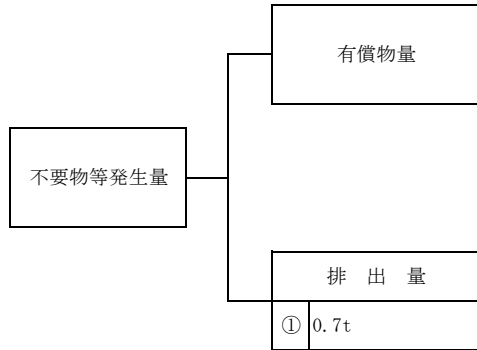 有償物量
不要物等発生量
排 出 量
① 0.7t